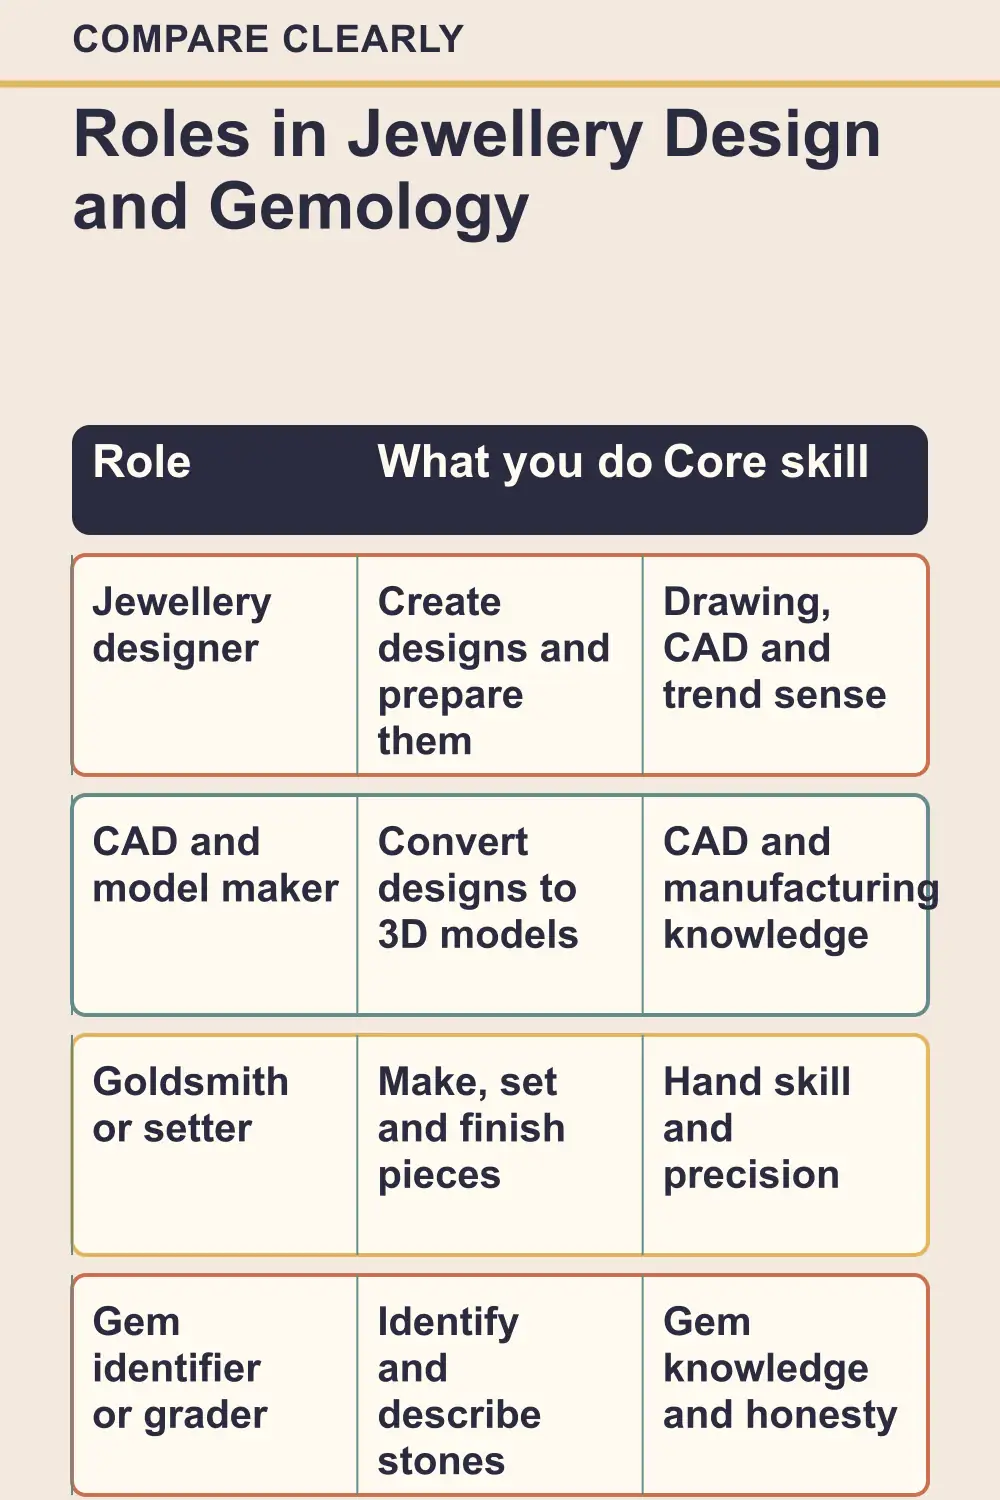 COMPARE CLEARLY
Roles in Jewellery Design
and Gemology
Role
What you do
Core skill
Jewellery
designer
Create
designs and
prepare
them
Drawing,
CAD and
trend sense
CAD and
model maker
Convert
designs to
3D models
CAD and
manufacturing
knowledge
Goldsmith
or setter
Make, set
and finish
pieces
Hand skill
and
precision
Gem
identifier
or grader
Identify
and
describe
stones
Gem
knowledge
and honesty